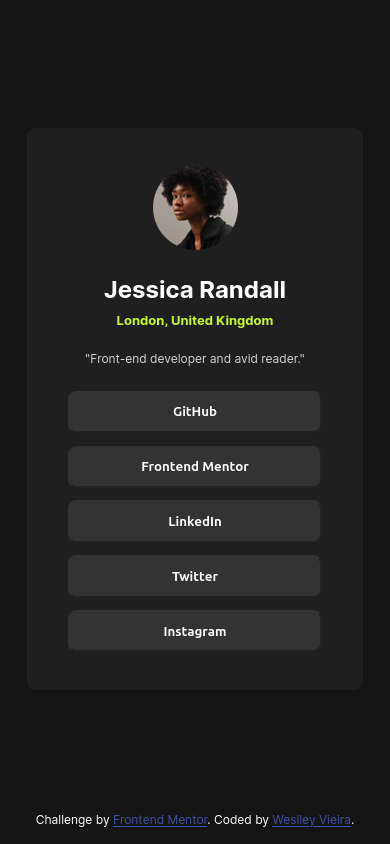 Jessica Randall
London, United Kingdom
"Front-end developer and avid reader."
GitHub
Frontend Mentor
LinkedIn
Twitter
Instagram
Challenge by Frontend Mentor. Coded by Weslley Vieira.